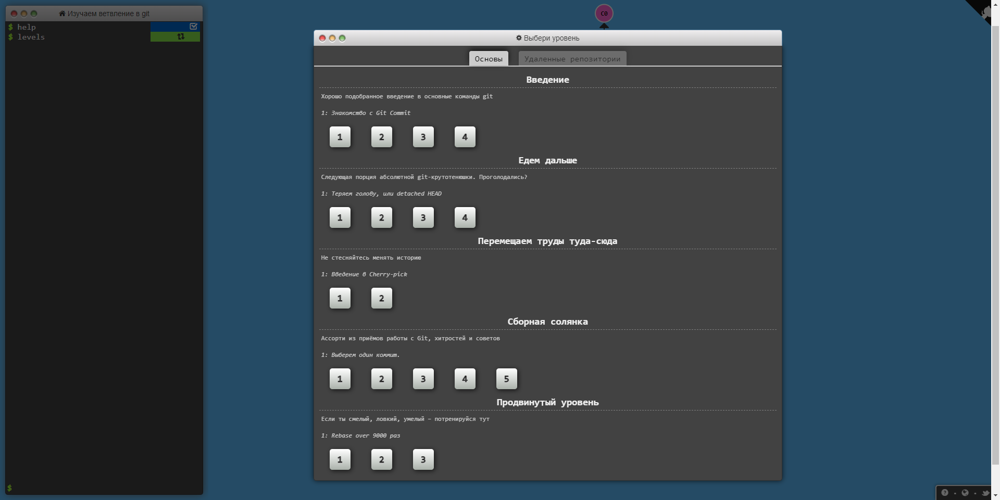 Изучаем ветвление в git
$ help
$ levels
$
C0
Выбери уровень
Основы
Удаленные репозитории
Введение
Хорошо подобранное введение в основные команды git
1: Знакомство с Git Commit
1 2 3 4
Едем дальше
Следующая порция абсолютной git-крутотенюшки. Проголодались?
1: Теряем голову, или detached HEAD
1 2 3 4
Перемещаем труды туда-сюда
Не стесняйтесь менять историю
1: Введение в Cherry-pick
1 2
Сборная солянка
Ассорти из приёмов работы с Git, хитростей и советов
1: Выберем один коммит.
1 2 3 4 5
Продвинутый уровень
Если ты смелый, ловкий, умелый – потренируйся тут
1: Rebase over 9000 раз
1 2 3